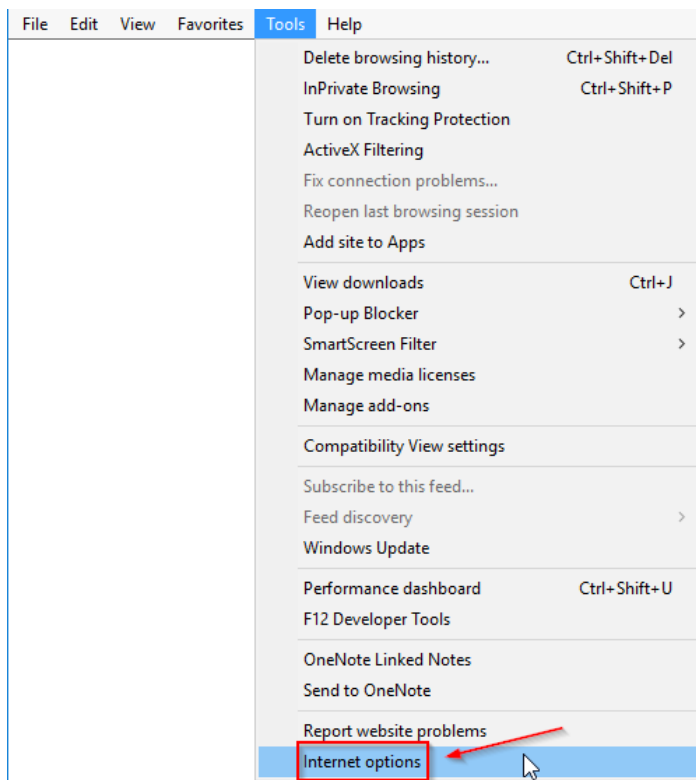 File Edit View Favorites Tools Help
Delete browsing history... Ctrl+Shift+Del
InPrivate Browsing Ctrl+Shift+P
Turn on Tracking Protection
ActiveX Filtering
Fix connection problems...
Reopen last browsing session
Add site to Apps
View downloads Ctrl+J
Pop-up Blocker
SmartScreen Filter
Manage media licenses
Manage add-ons
Compatibility View settings
Subscribe to this feed...
Feed discovery
Windows Update
Performance dashboard Ctrl+Shift+U
F12 Developer Tools
OneNote Linked Notes
Send to OneNote
Report website problems
Internet options